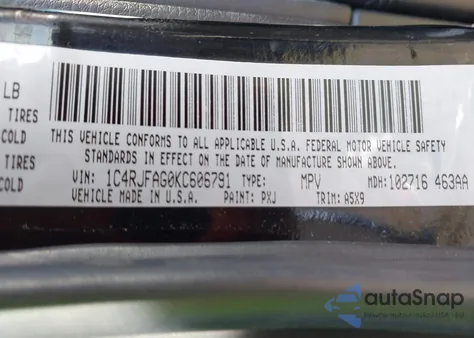 LB
TIRES
COLD
TIRES
COLD
THIS VEHICLE CONFORMS TO ALL APPLICABLE U.S.A. FEDERAL MOTOR VEHICLE SAFETY
STANDARDS IN EFFECT ON THE DATE OF MANUFACTURE SHOWN ABOVE.
VIN: 1C4RJFAG0KC606791 TYPE: MPV MDH: 102716 463AA
VEHICLE MADE IN U.S.A. PAINT: PXJ TRIM: A5X9
autoSnap